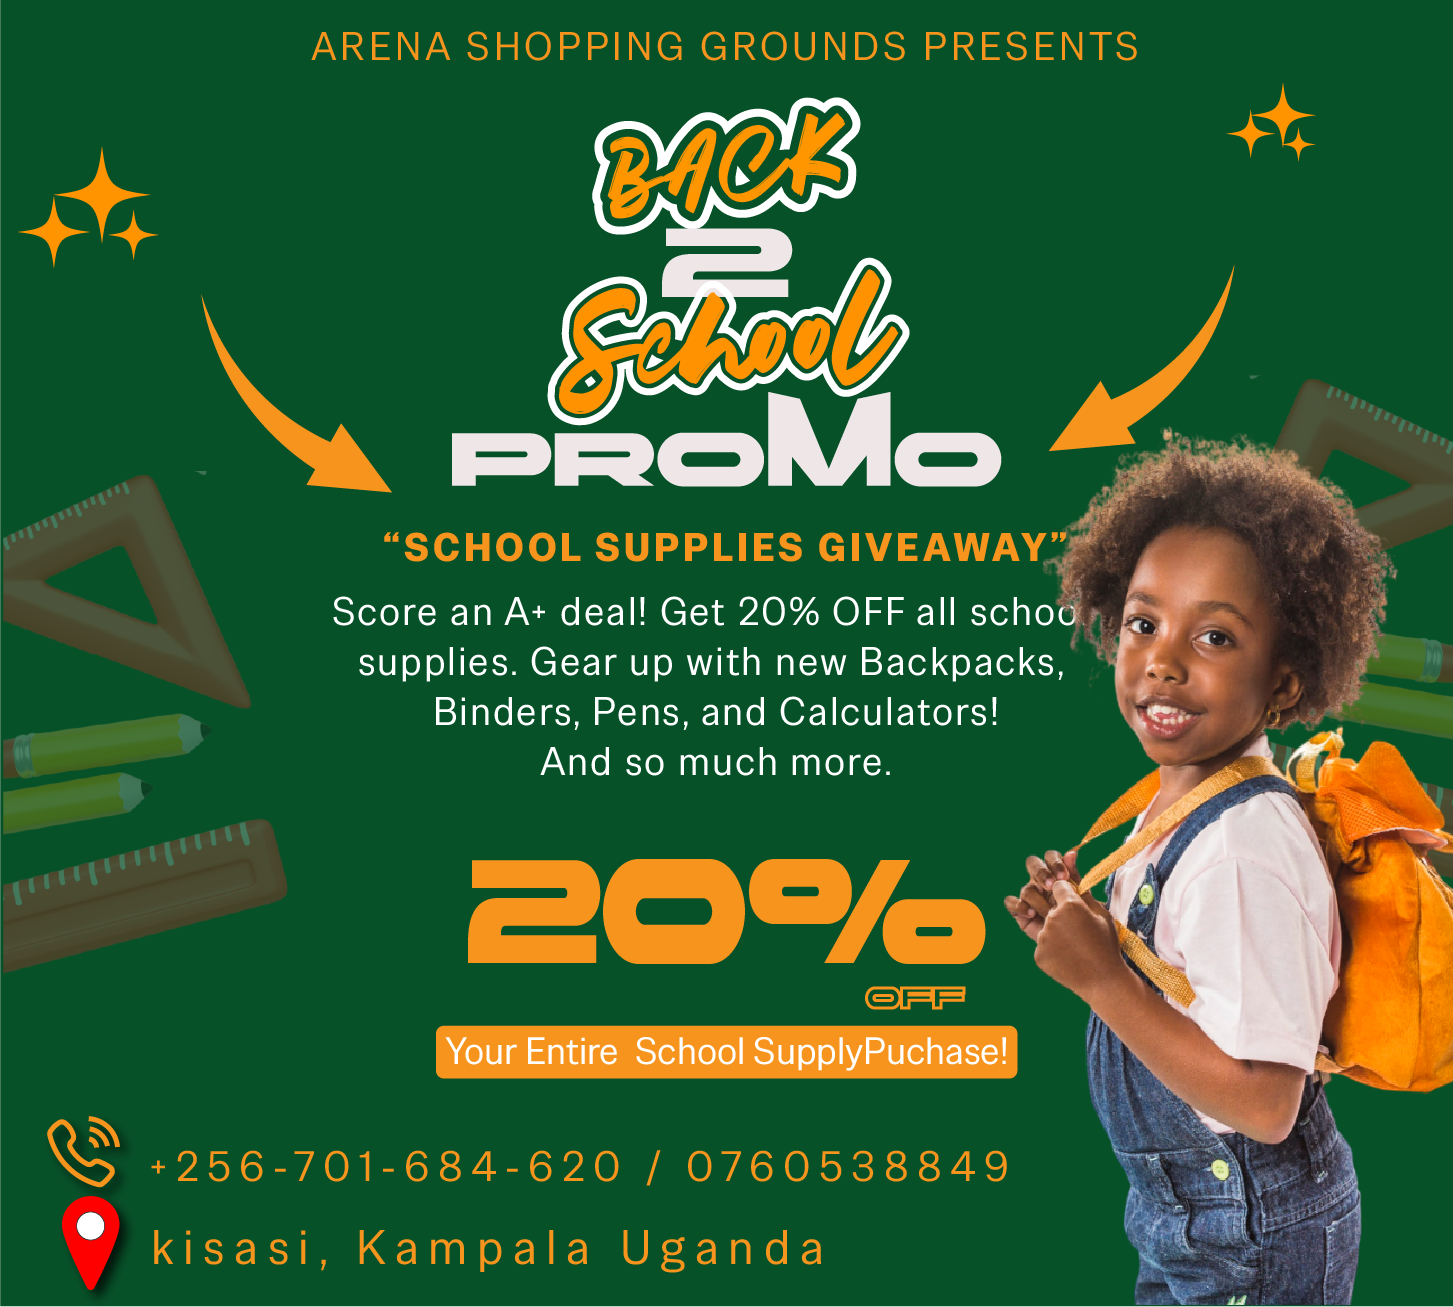 ARENA SHOPPING GROUNDS PRESENTS
BACK
2
School
PROMO
“SCHOOL SUPPLIES GIVEAWAY”
Score an A+ deal! Get 20% OFF all schoo
supplies. Gear up with new Backpacks,
Binders, Pens, and Calculators!
And so much more.
20%
OFF
Your Entire School SupplyPuchase!
+256-701-684-620 / 0760538849
kisasi, Kampala Uganda